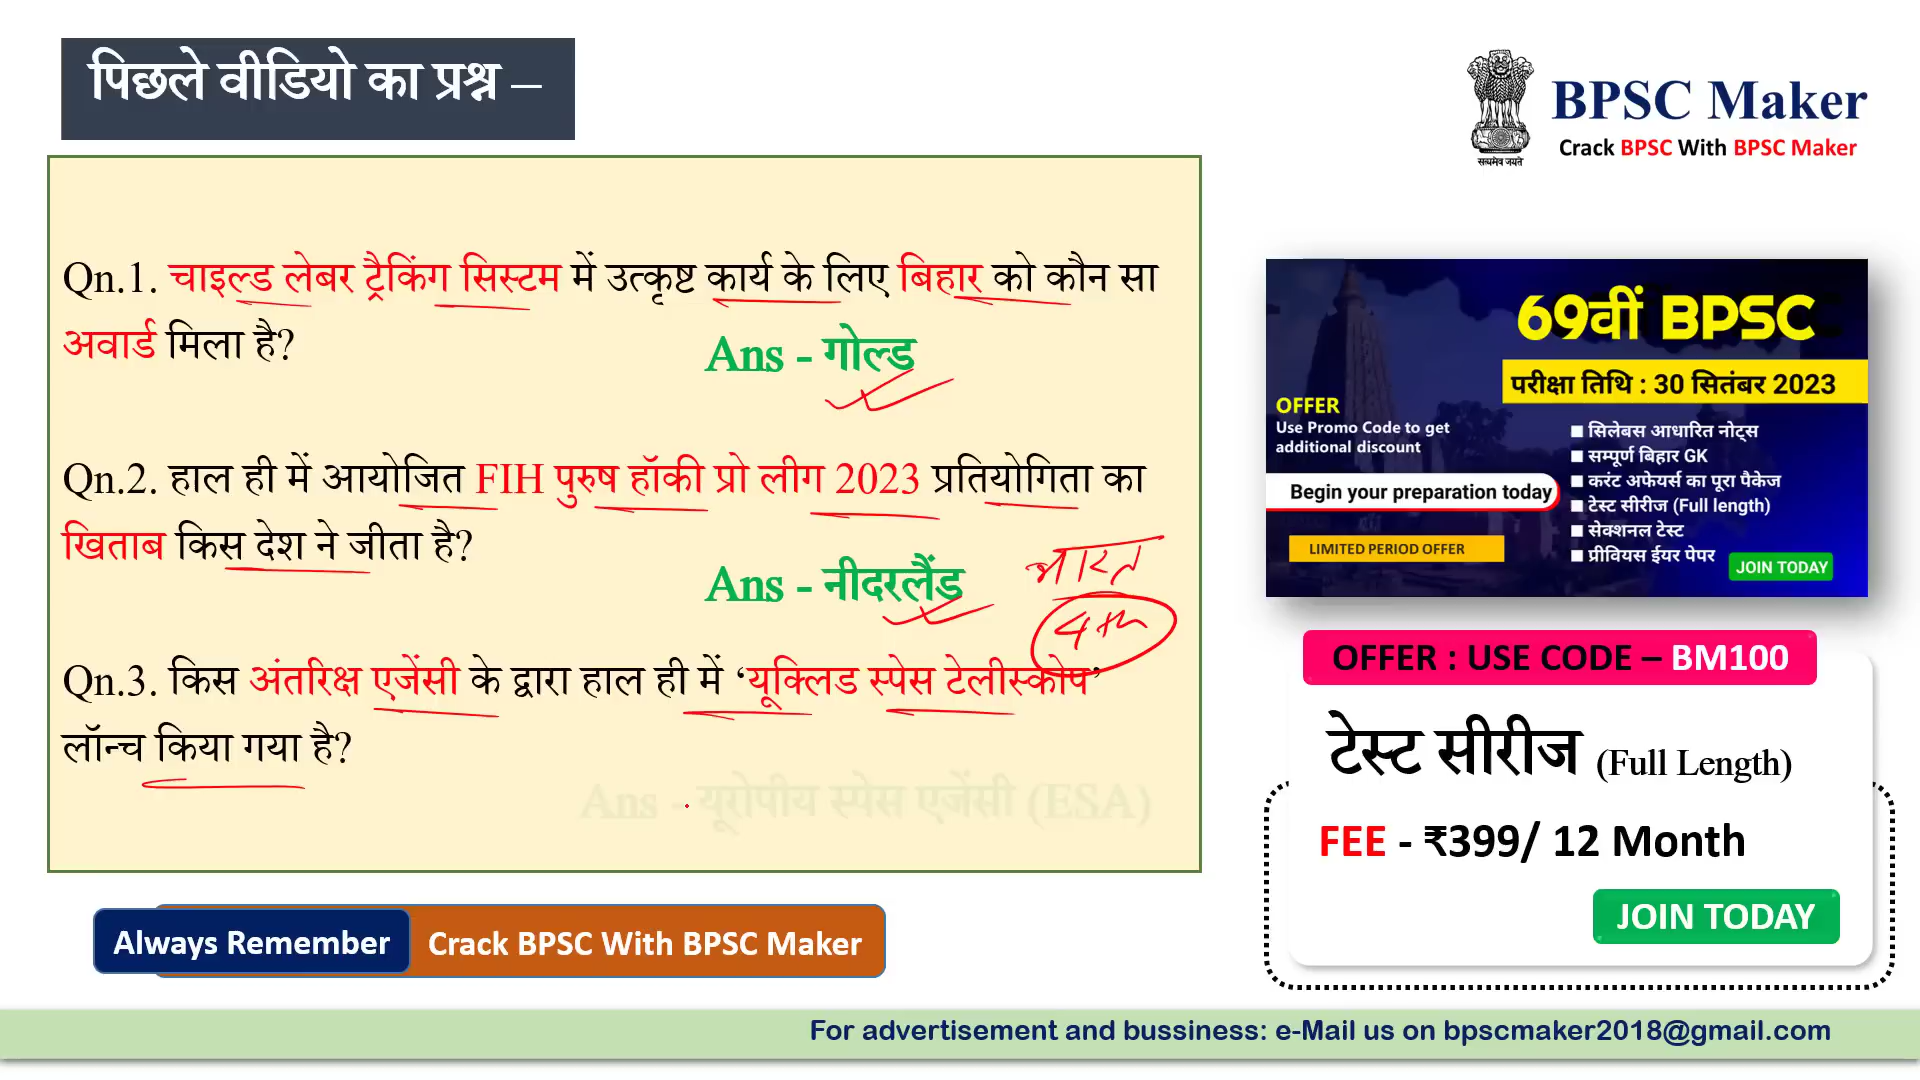 पिछले वीडियो का प्रश्न –
सत्यमेव जयते
BPSC Maker
Crack BPSC With BPSC Maker
Qn.1. चाइल्ड लेबर ट्रैकिंग सिस्टम में उत्कृष्ट कार्य के लिए बिहार को कौन सा
अवार्ड मिला है?
Ans - गोल्ड
Qn.2. हाल ही में आयोजित FIH पुरुष हॉकी प्रो लीग 2023 प्रतियोगिता का
खिताब किस देश ने जीता है?
Ans - नीदरलैंड
भारत
4th
Qn.3. किस अंतरिक्ष एजेंसी के द्वारा हाल ही में ‘यूक्लिड स्पेस टेलीस्कोप’
लॉन्च किया गया है?
Ans - यूरोपीय स्पेस एजेंसी (ESA)
69वीं BPSC
परीक्षा तिथि : 30 सितंबर 2023
OFFER
Use Promo Code to get
additional discount
Begin your preparation today
LIMITED PERIOD OFFER
■ सिलेबस आधारित नोट्स
■ सम्पूर्ण बिहार GK
■ करंट अफेयर्स का पूरा पैकेज
■ टेस्ट सीरीज (Full length)
■ सेक्शनल टेस्ट
■ प्रीवियस ईयर पेपर
JOIN TODAY
OFFER : USE CODE – BM100
टेस्ट सीरीज (Full Length)
FEE - ₹399/ 12 Month
JOIN TODAY
Always Remember
Crack BPSC With BPSC Maker
For advertisement and bussiness: e-Mail us on bpscmaker2018@gmail.com